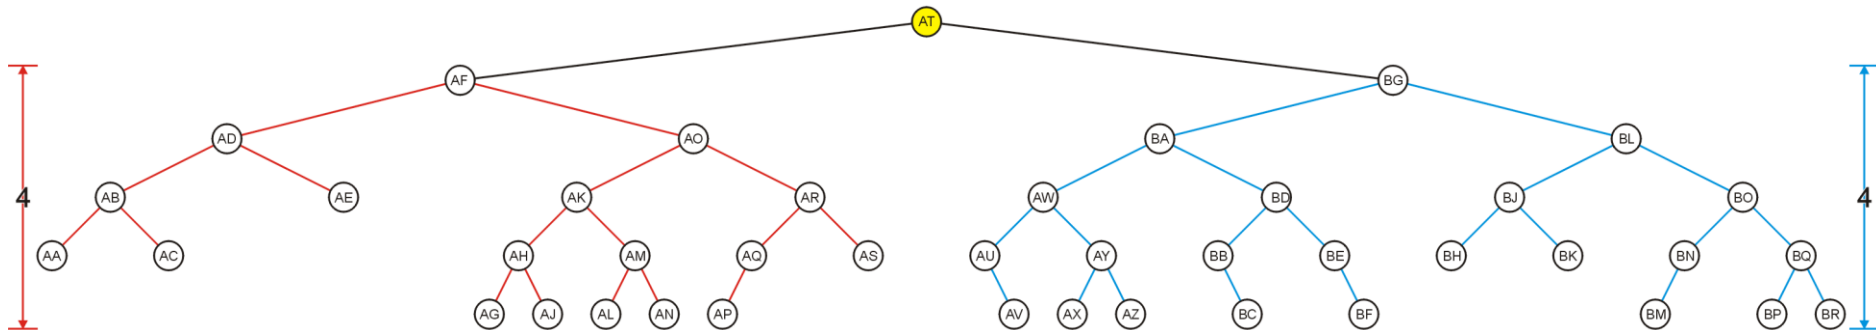 AT
AF BG
AD AO BA BL
4 AB AE AK AR AW BD BJ BO 4
AA AC AH AM AQ AS AU AY BB BE BH BK BN BQ
AG AJ AL AN AP AV AX AZ BC BF BM BP BR